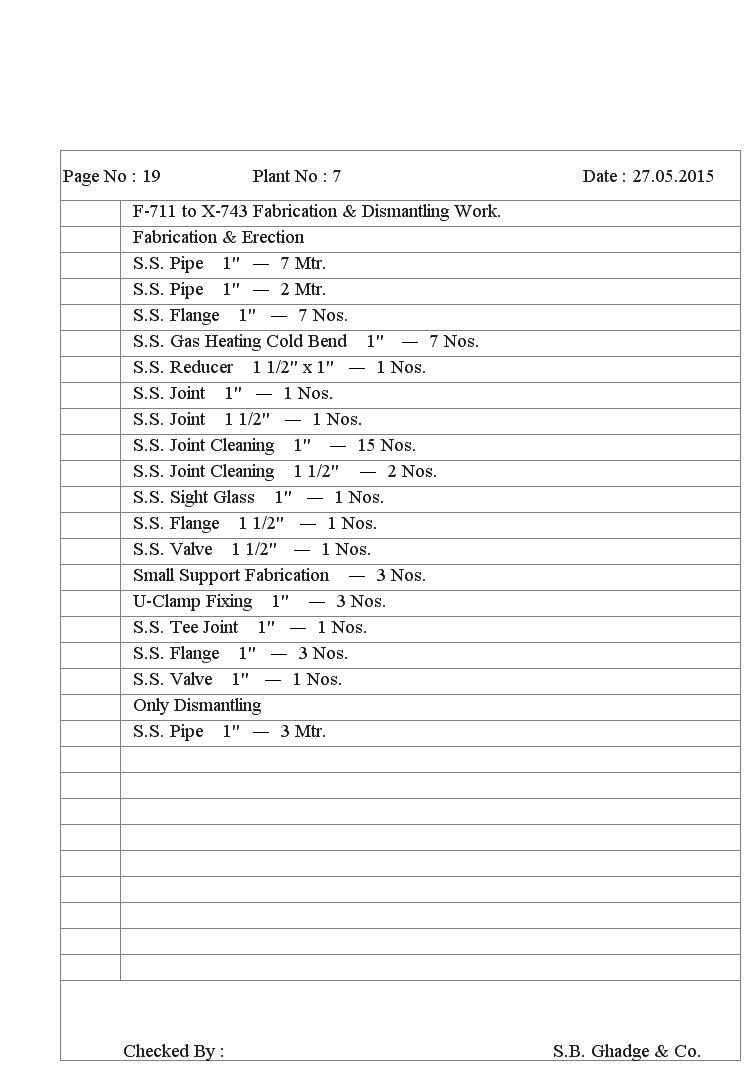 Page No : 19 Plant No : 7 Date : 27.05.2015
F-711 to X-743 Fabrication & Dismantling Work.
Fabrication & Erection
S.S. Pipe 1" — 7 Mtr.
S.S. Pipe 1" — 2 Mtr.
S.S. Flange 1" — 7 Nos.
S.S. Gas Heating Cold Bend 1" — 7 Nos.
S.S. Reducer 1 1/2" x 1" — 1 Nos.
S.S. Joint 1" — 1 Nos.
S.S. Joint 1 1/2" — 1 Nos.
S.S. Joint Cleaning 1" — 15 Nos.
S.S. Joint Cleaning 1 1/2" — 2 Nos.
S.S. Sight Glass 1" — 1 Nos.
S.S. Flange 1 1/2" — 1 Nos.
S.S. Valve 1 1/2" — 1 Nos.
Small Support Fabrication — 3 Nos.
U-Clamp Fixing 1" — 3 Nos.
S.S. Tee Joint 1" — 1 Nos.
S.S. Flange 1" — 3 Nos.
S.S. Valve 1" — 1 Nos.
Only Dismantling
S.S. Pipe 1" — 3 Mtr.
Checked By : S.B. Ghadge & Co.